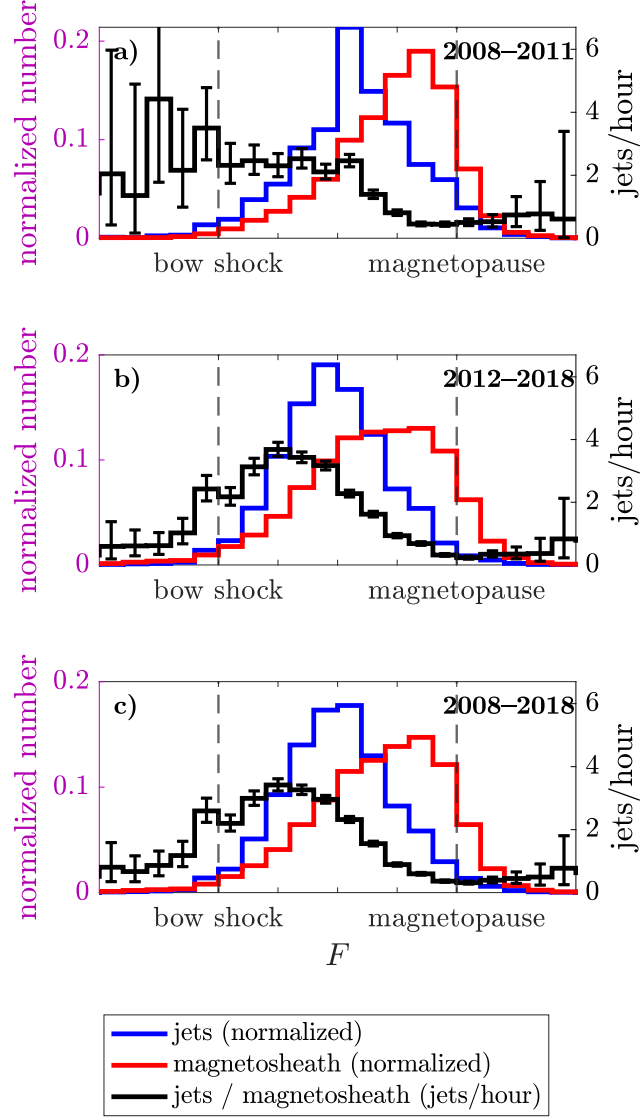 a) 2008–2011
normalized number
0.2
0.1
0
6
4
2
0
jets/hour
bow shock magnetopause
b) 2012–2018
normalized number
0.2
0.1
0
6
4
2
0
jets/hour
bow shock magnetopause
c) 2008–2018
normalized number
0.2
0.1
0
6
4
2
0
jets/hour
bow shock magnetopause
F
jets (normalized)
magnetosheath (normalized)
jets / magnetosheath (jets/hour)